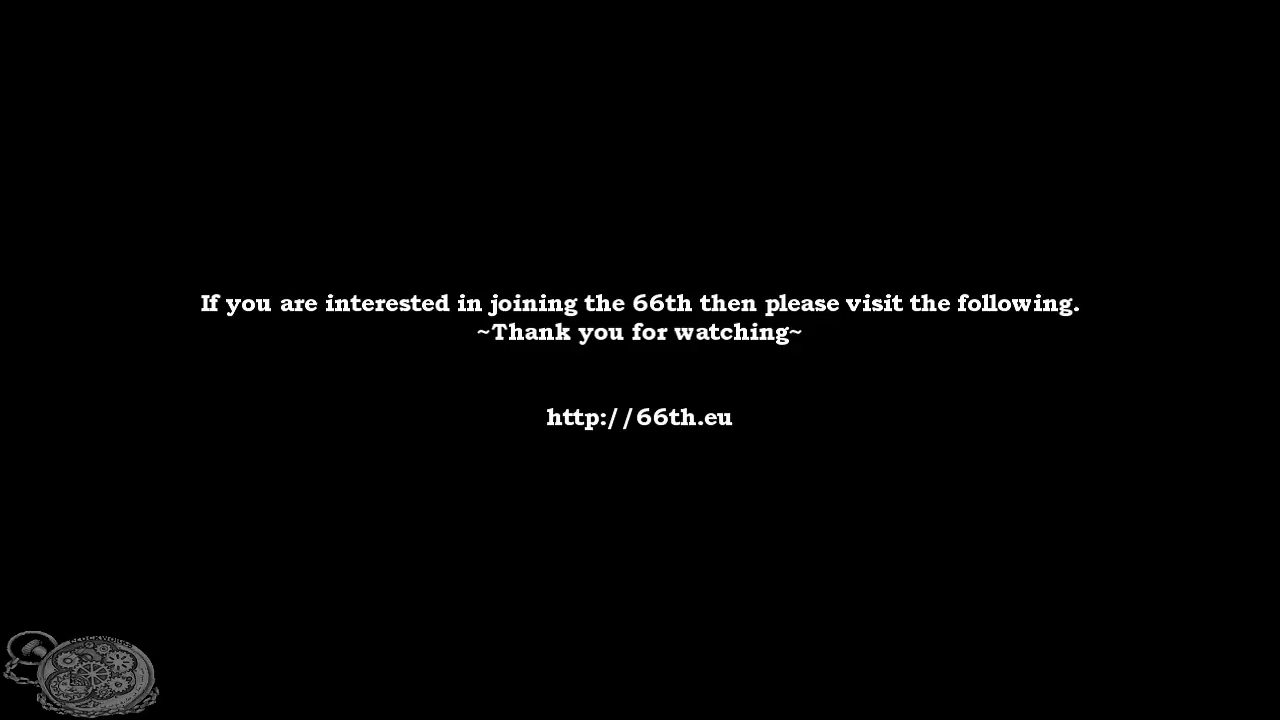 If you are interested in joining the 66th then please visit the following.
~Thank you for watching~
http://66th.eu
CLOCKWORKS